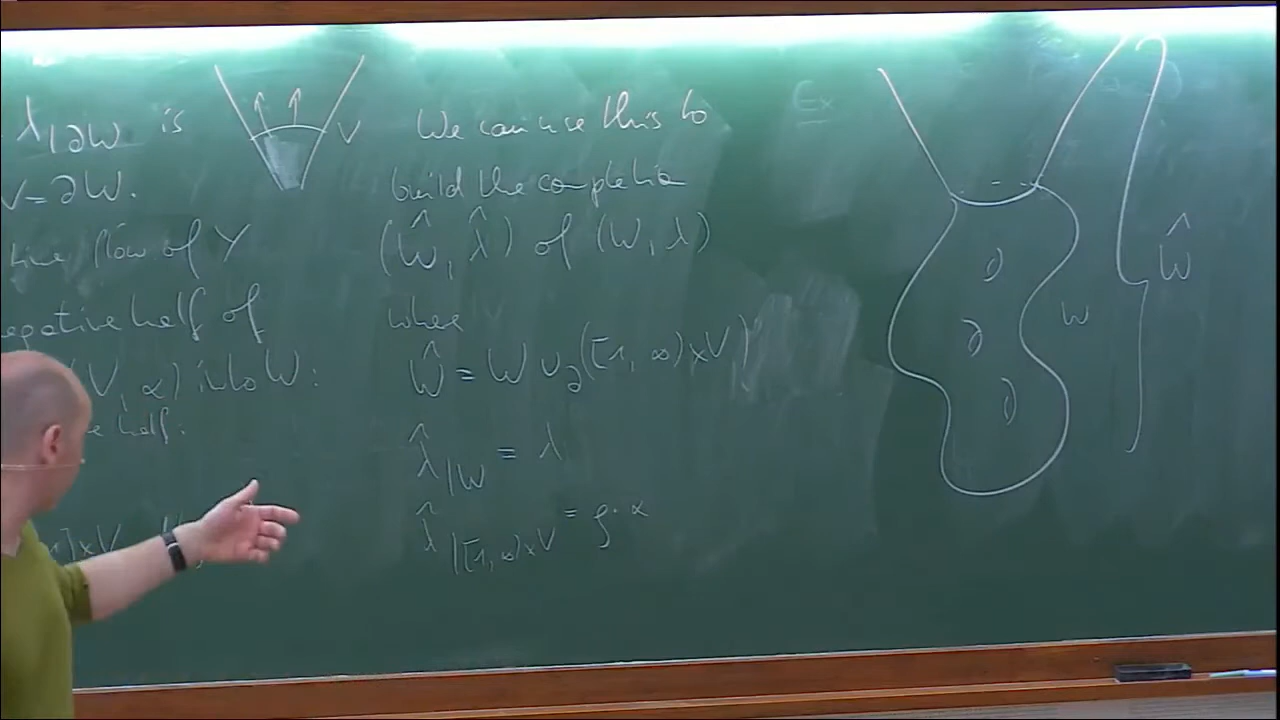 λ|∂W is
V = ∂W.
flow of Y
negative half of
(V, α) into W:
half:
]×V
V
We can use this to
build the completion
(Ŵ, λ̂) of (W, λ)
where
Ŵ = W ∪∂ ([1, ∞) × V)
λ̂|W = λ
λ̂|[1, ∞)×V = ρ · α
Ex
W
Ŵ